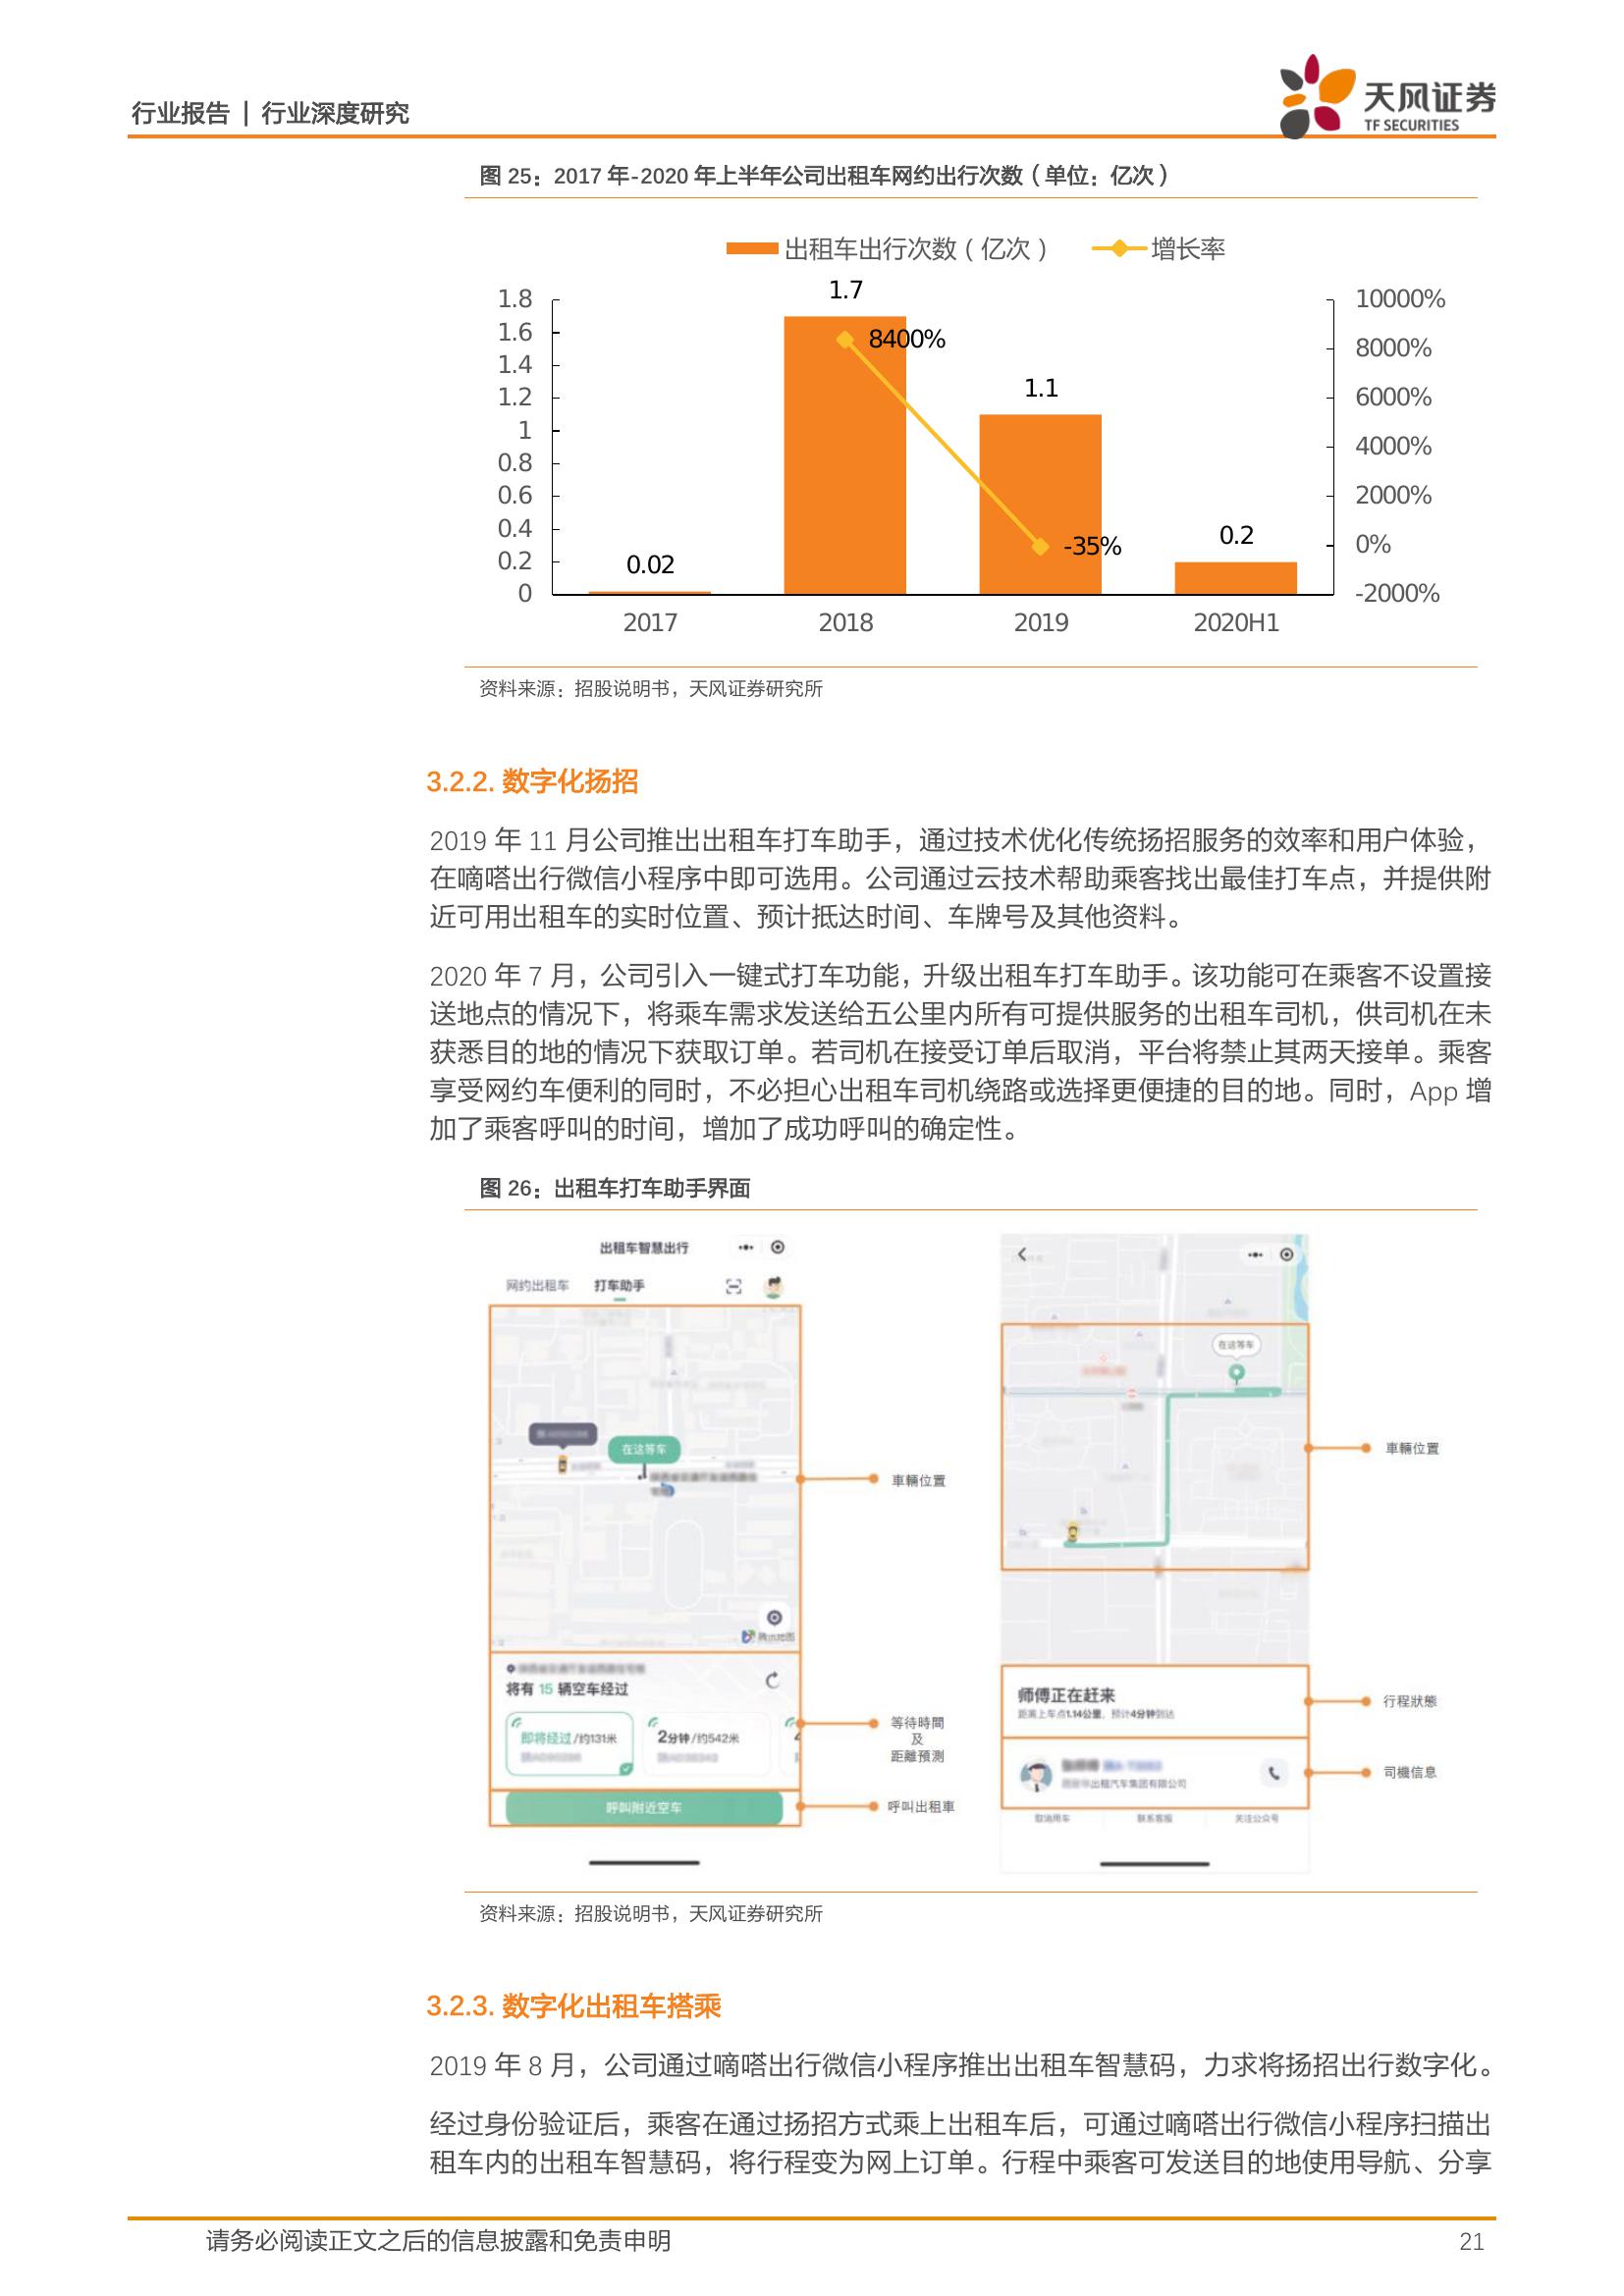 行业报告 | 行业深度研究
天风证券
TF SECURITIES
图 25：2017 年-2020 年上半年公司出租车网约出行次数（单位：亿次）
出租车出行次数（亿次） 增长率
1.8
1.6
1.4
1.2
1
0.8
0.6
0.4
0.2
0
0.02
1.7
1.1
0.2
8400%
-35%
10000%
8000%
6000%
4000%
2000%
0%
-2000%
2017 2018 2019 2020H1
资料来源：招股说明书，天风证券研究所
3.2.2. 数字化扬招
2019 年 11 月公司推出出租车打车助手，通过技术优化传统扬招服务的效率和用户体验，
在嘀嗒出行微信小程序中即可选用。公司通过云技术帮助乘客找出最佳打车点，并提供附
近可用出租车的实时位置、预计抵达时间、车牌号及其他资料。
2020 年 7 月，公司引入一键式打车功能，升级出租车打车助手。该功能可在乘客不设置接
送地点的情况下，将乘车需求发送给五公里内所有可提供服务的出租车司机，供司机在未
获悉目的地的情况下获取订单。若司机在接受订单后取消，平台将禁止其两天接单。乘客
享受网约车便利的同时，不必担心出租车司机绕路或选择更便捷的目的地。同时，App 增
加了乘客呼叫的时间，增加了成功呼叫的确定性。
图 26：出租车打车助手界面
出租车智慧出行
网约出租车 打车助手
在这等车
車輛位置
腾讯地图
将有 15 辆空车经过
即将经过/约131米
2分钟/约542米
等待時間
及
距離預測
呼叫附近空车
呼叫出租車
在这等车
車輛位置
师傅正在赶来
距离上车点1.14公里，预计4分钟到达
行程狀態
出租汽车集团有限公司
司機信息
取消用车 联系客服 关注公众号
资料来源：招股说明书，天风证券研究所
3.2.3. 数字化出租车搭乘
2019 年 8 月，公司通过嘀嗒出行微信小程序推出出租车智慧码，力求将扬招出行数字化。
经过身份验证后，乘客在通过扬招方式乘上出租车后，可通过嘀嗒出行微信小程序扫描出
租车内的出租车智慧码，将行程变为网上订单。行程中乘客可发送目的地使用导航、分享
请务必阅读正文之后的信息披露和免责申明
21